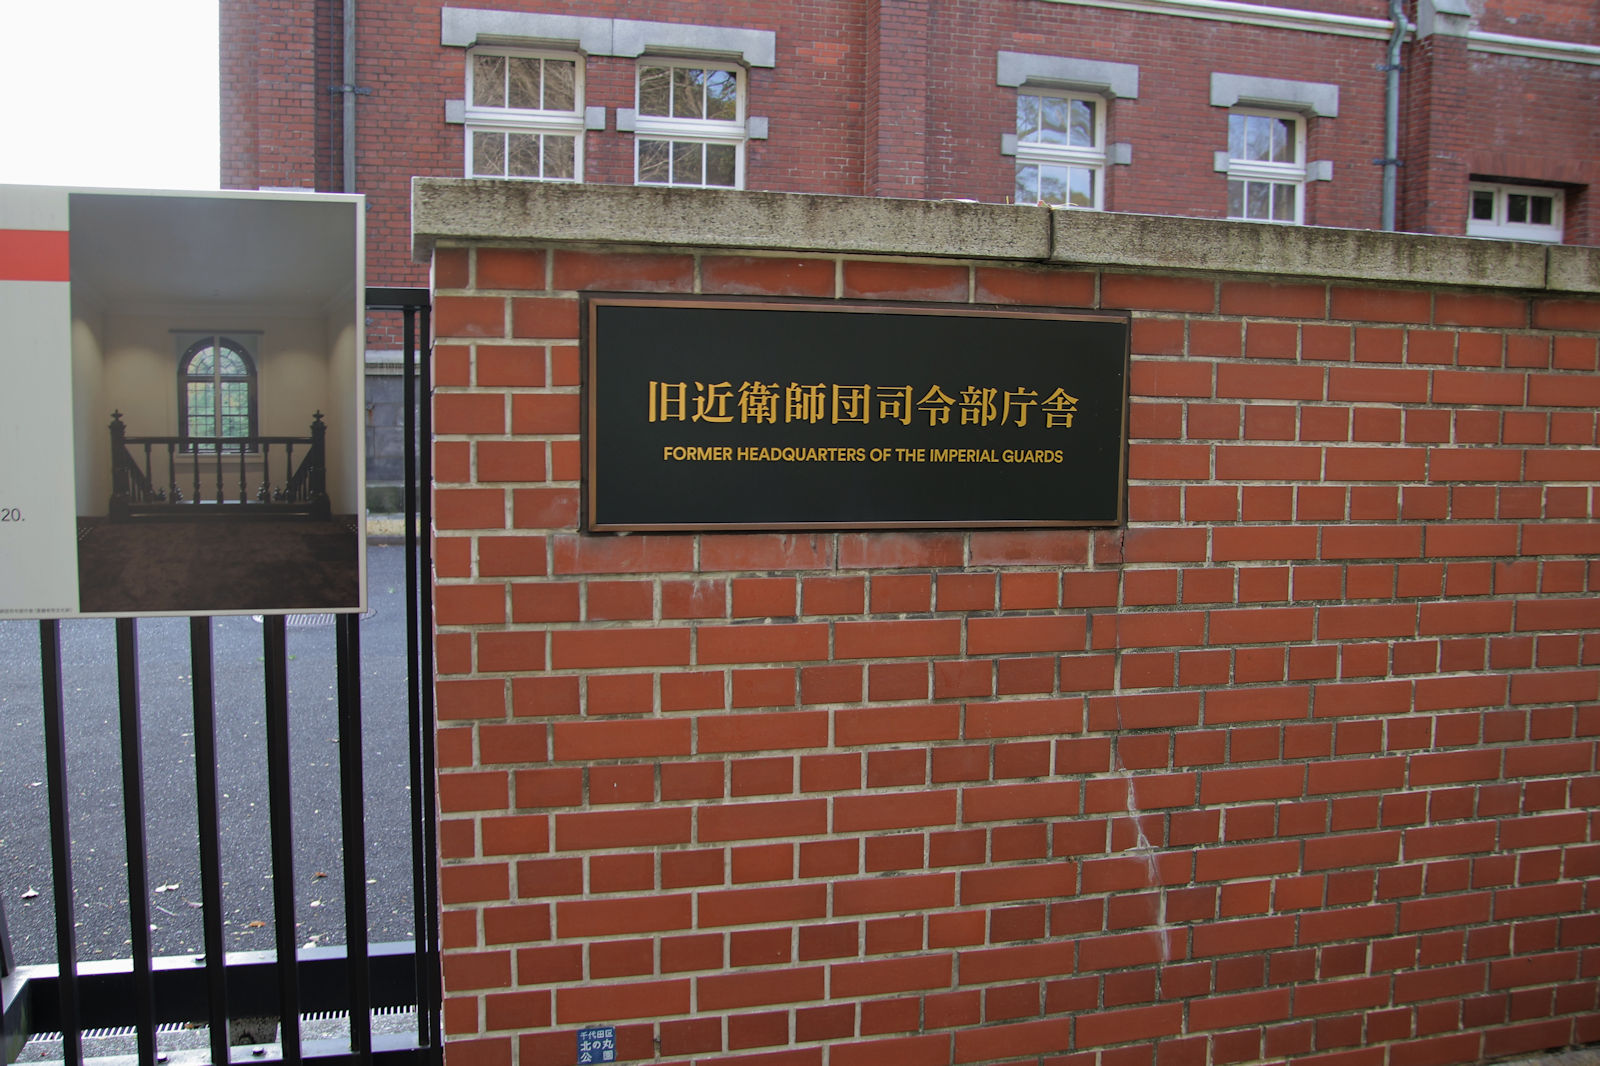 旧近衛師団司令部庁舎
FORMER HEADQUARTERS OF THE IMPERIAL GUARDS
20.
千代田区
北の丸
公園